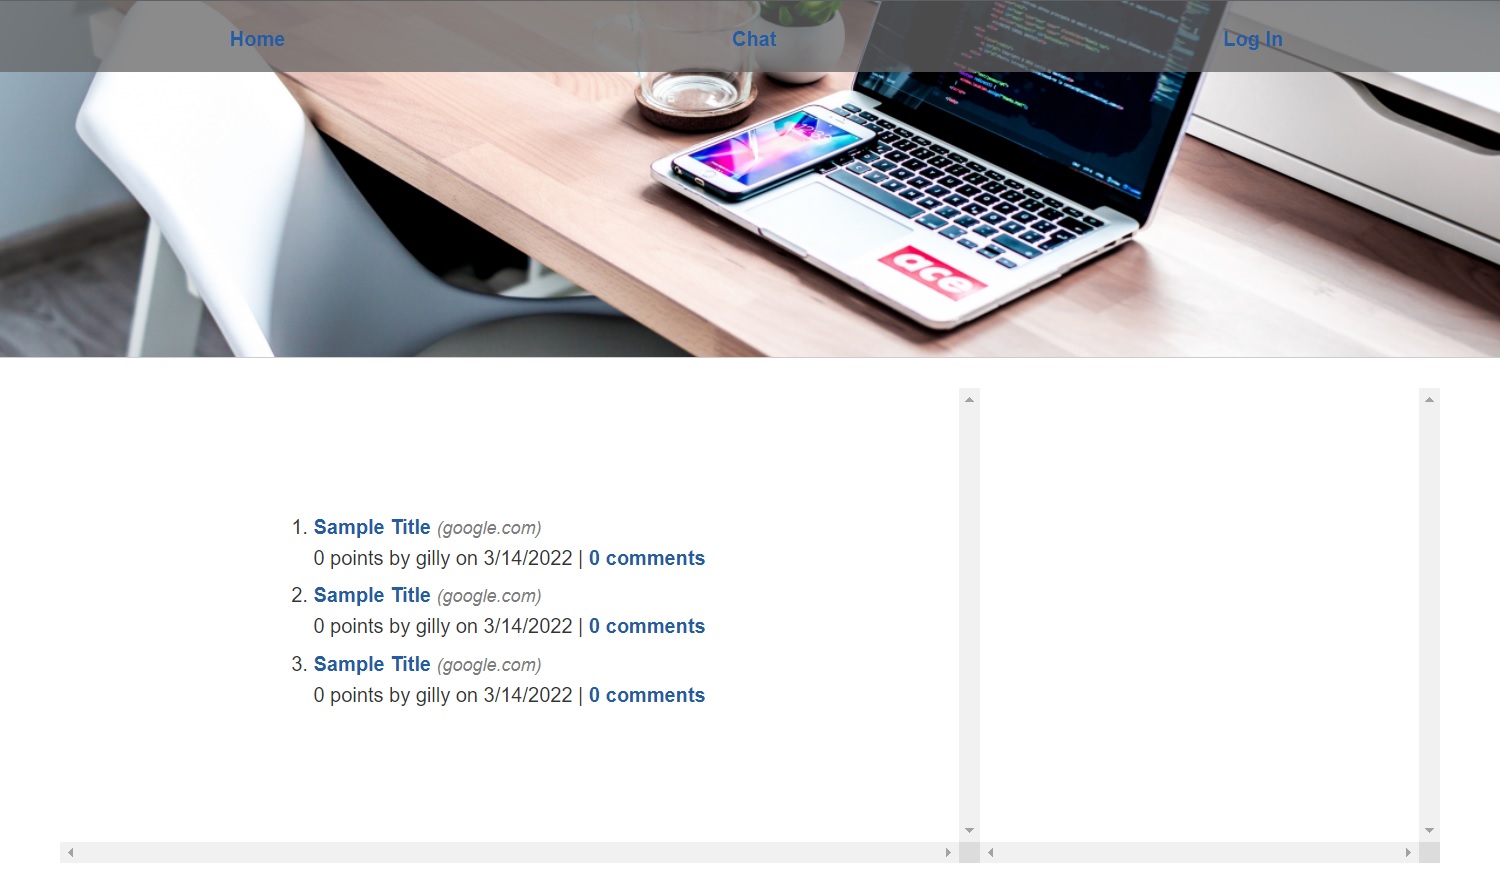 Home Chat Log In
ace
1. Sample Title (google.com)
0 points by gilly on 3/14/2022 | 0 comments
2. Sample Title (google.com)
0 points by gilly on 3/14/2022 | 0 comments
3. Sample Title (google.com)
0 points by gilly on 3/14/2022 | 0 comments